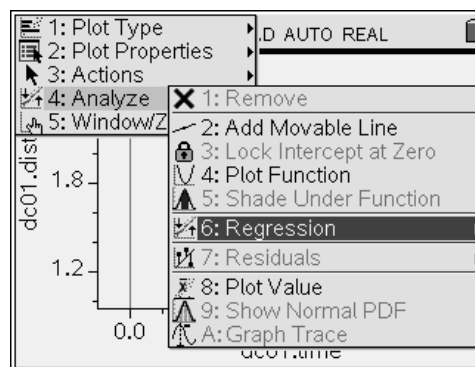 1: Plot Type
.D AUTO REAL
2: Plot Properties
3: Actions
4: Analyze
5: Window/Z
1: Remove
2: Add Movable Line
3: Lock Intercept at Zero
4: Plot Function
5: Shade Under Function
6: Regression
7: Residuals
8: Plot Value
9: Show Normal PDF
A: Graph Trace
dc01.dist
1.8
1.2
0.0
dc01.time